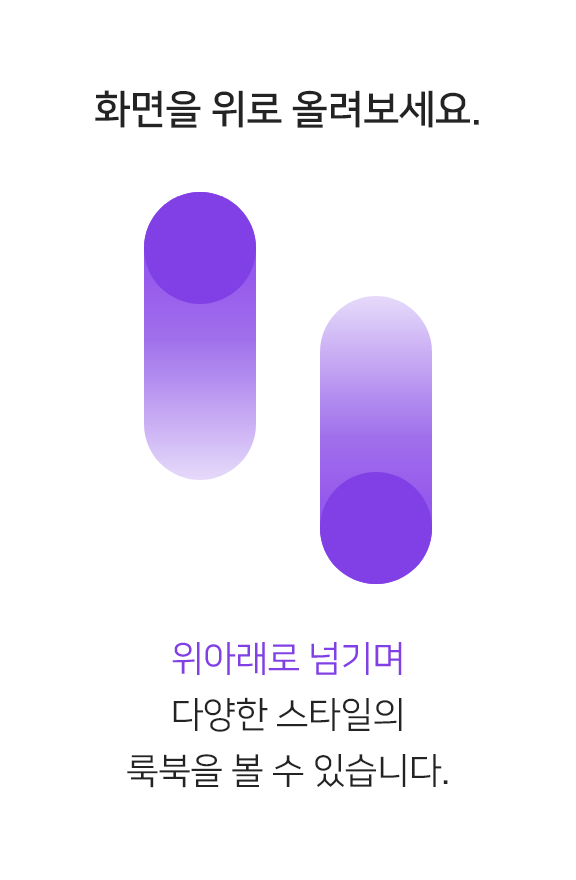 화면을 위로 올려보세요.
위아래로 넘기며
다양한 스타일의
룩북을 볼 수 있습니다.